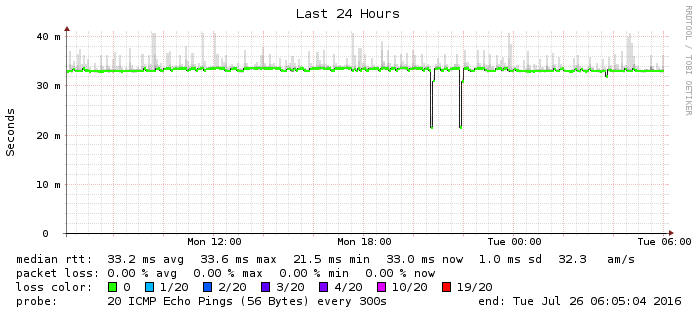 Last 24 Hours
RRDTOOL / TOBI OETIKER
Seconds
40 m
30 m
20 m
10 m
0
Mon 12:00 Mon 18:00 Tue 00:00 Tue 06:00
median rtt: 33.2 ms avg 33.6 ms max 21.5 ms min 33.0 ms now 1.0 ms sd 32.3 am/s
packet loss: 0.00 % avg 0.00 % max 0.00 % min 0.00 % now
loss color: 0 1/20 2/20 3/20 4/20 10/20 19/20
probe: 20 ICMP Echo Pings (56 Bytes) every 300s end: Tue Jul 26 06:05:04 2016